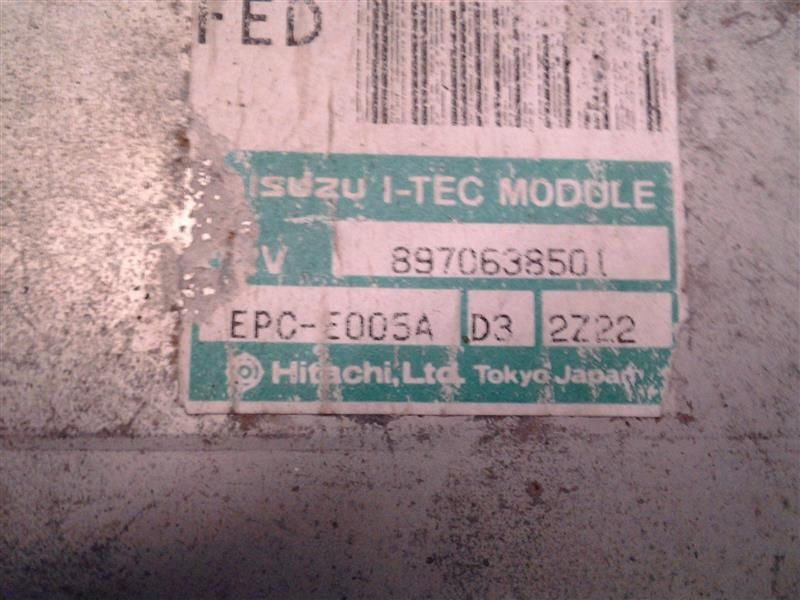 FED
ISUZU I-TEC MODULE
V 8970638501
EPC-E005A D3 2Z22
Hitachi, Ltd. Tokyo Japan